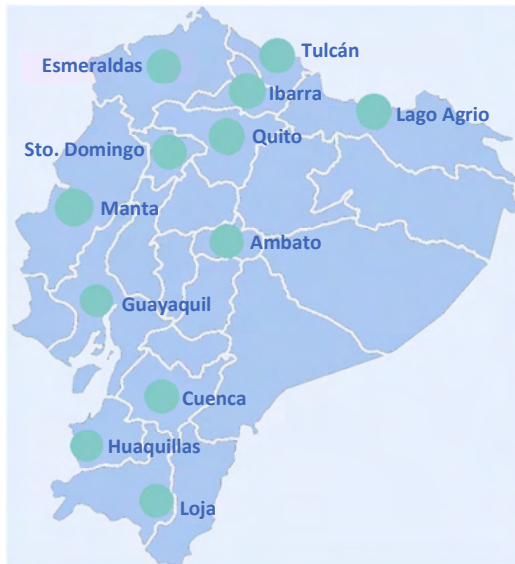 Tulcán
Esmeraldas
Ibarra
Lago Agrio
Quito
Sto. Domingo
Manta
Ambato
Guayaquil
Cuenca
Huaquillas
Loja